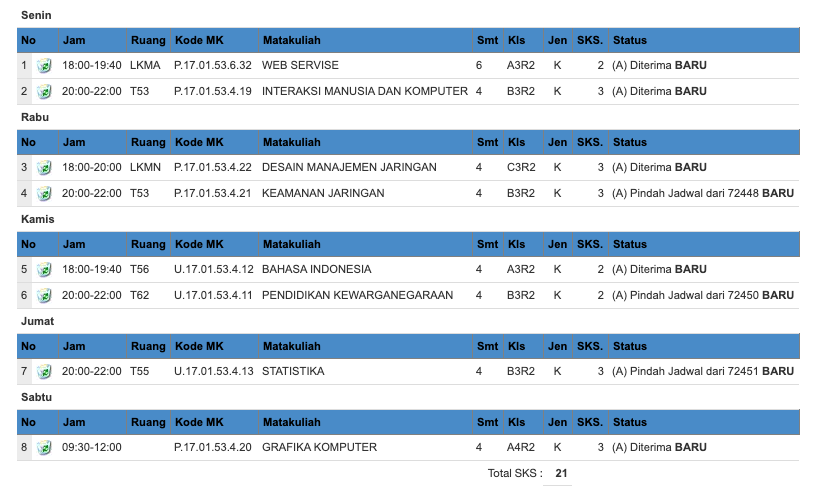 Senin
No Jam Ruang Kode MK Matakuliah Smt Kls Jen SKS. Status
1 18:00-19:40 LKMA P.17.01.53.6.32 WEB SERVISE 6 A3R2 K 2 (A) Diterima BARU
2 20:00-22:00 T53 P.17.01.53.4.19 INTERAKSI MANUSIA DAN KOMPUTER 4 B3R2 K 3 (A) Diterima BARU
Rabu
No Jam Ruang Kode MK Matakuliah Smt Kls Jen SKS. Status
3 18:00-20:00 LKMN P.17.01.53.4.22 DESAIN MANAJEMEN JARINGAN 4 C3R2 K 3 (A) Diterima BARU
4 20:00-22:00 T53 P.17.01.53.4.21 KEAMANAN JARINGAN 4 B3R2 K 3 (A) Pindah Jadwal dari 72448 BARU
Kamis
No Jam Ruang Kode MK Matakuliah Smt Kls Jen SKS. Status
5 18:00-19:40 T56 U.17.01.53.4.12 BAHASA INDONESIA 4 A3R2 K 2 (A) Diterima BARU
6 20:00-22:00 T62 U.17.01.53.4.11 PENDIDIKAN KEWARGANEGARAAN 4 B3R2 K 2 (A) Pindah Jadwal dari 72450 BARU
Jumat
No Jam Ruang Kode MK Matakuliah Smt Kls Jen SKS. Status
7 20:00-22:00 T55 U.17.01.53.4.13 STATISTIKA 4 B3R2 K 3 (A) Pindah Jadwal dari 72451 BARU
Sabtu
No Jam Ruang Kode MK Matakuliah Smt Kls Jen SKS. Status
8 09:30-12:00 P.17.01.53.4.20 GRAFIKA KOMPUTER 4 A4R2 K 3 (A) Diterima BARU
Total SKS : 21